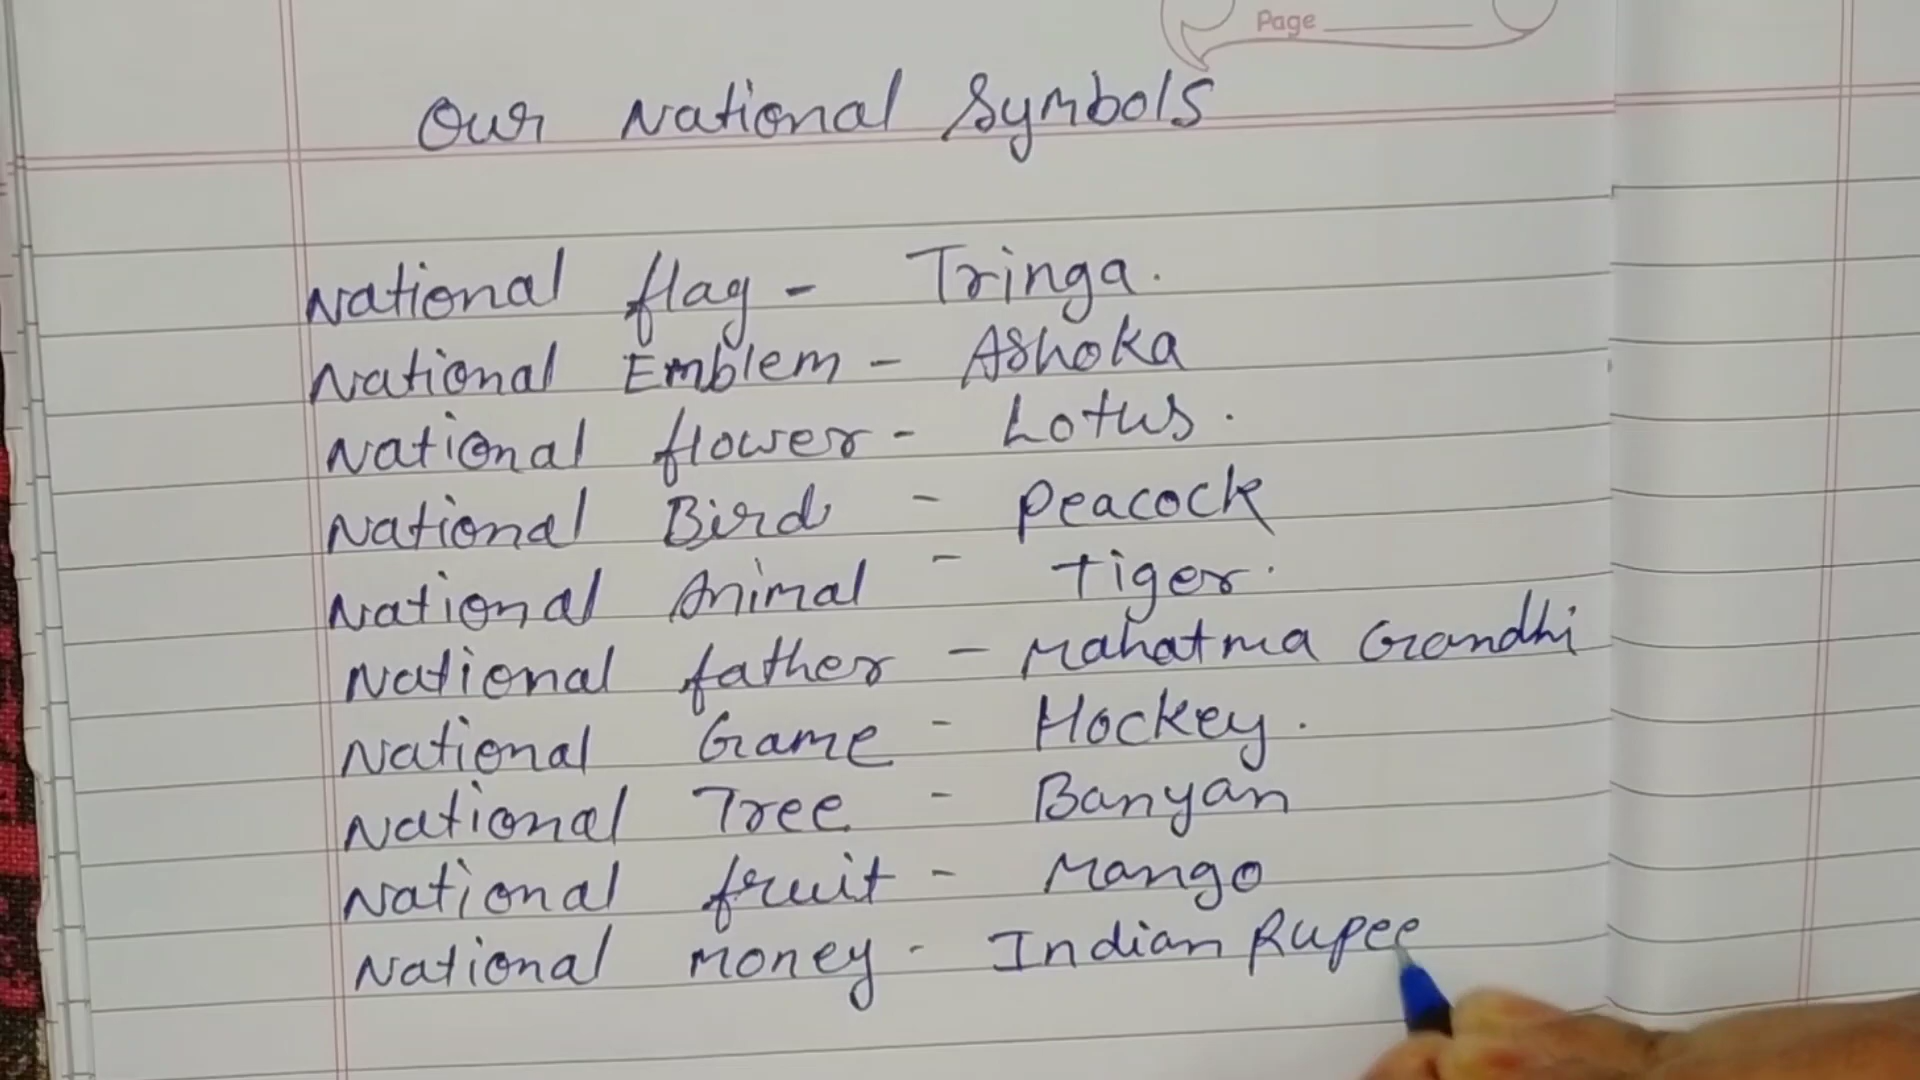 Page
Our National Symbols
National flag - Tringa.
National Emblem - Ashoka
National flower - Lotus.
National Bird - Peacock
National Animal - Tiger.
National father - Mahatma Gandhi
National Game - Hockey.
National Tree - Banyan
National fruit - Mango
National Money - Indian Rupee